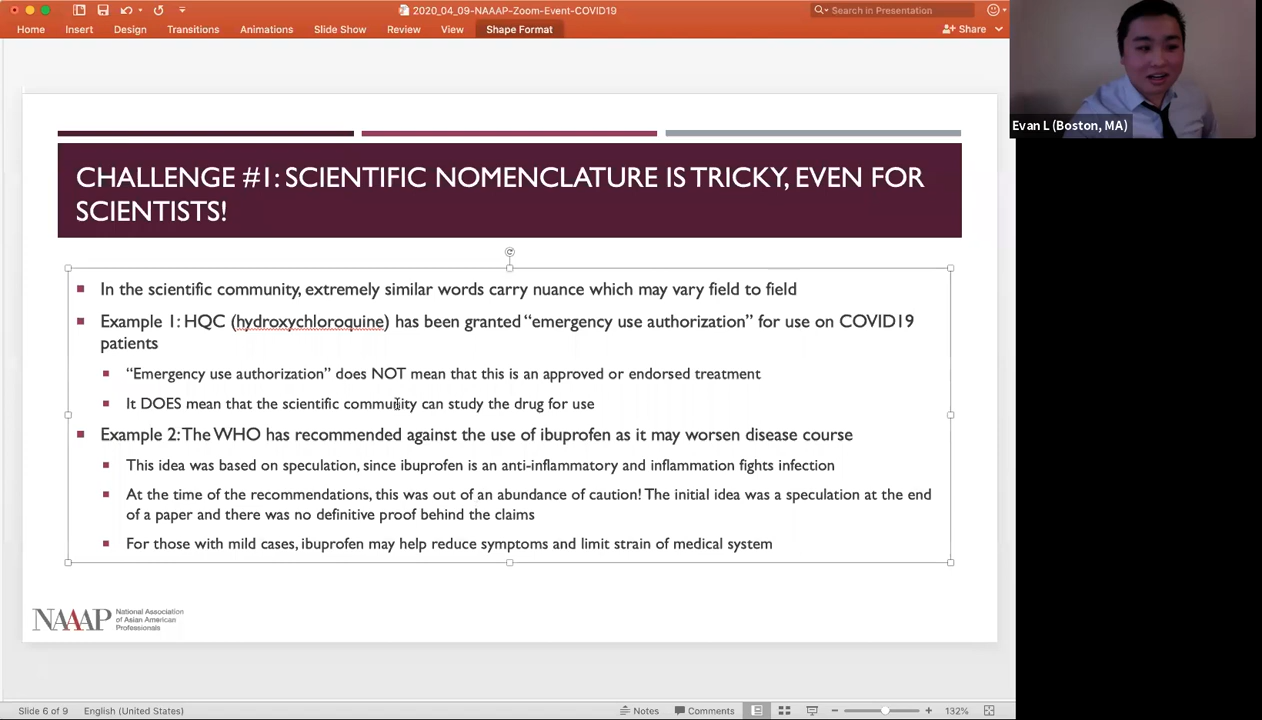 2020_04_09-NAAAP-Zoom-Event-COVID19
Search in Presentation
Home Insert Design Transitions Animations Slide Show Review View Shape Format Share
Evan L (Boston, MA)
CHALLENGE #1: SCIENTIFIC NOMENCLATURE IS TRICKY, EVEN FOR
SCIENTISTS!
In the scientific community, extremely similar words carry nuance which may vary field to field
Example 1: HQC (hydroxychloroquine) has been granted “emergency use authorization” for use on COVID19
patients
“Emergency use authorization” does NOT mean that this is an approved or endorsed treatment
It DOES mean that the scientific community can study the drug for use
Example 2: The WHO has recommended against the use of ibuprofen as it may worsen disease course
This idea was based on speculation, since ibuprofen is an anti-inflammatory and inflammation fights infection
At the time of the recommendations, this was out of an abundance of caution! The initial idea was a speculation at the end
of a paper and there was no definitive proof behind the claims
For those with mild cases, ibuprofen may help reduce symptoms and limit strain of medical system
NAAAP
National Association
of Asian American
Professionals
Slide 6 of 9 English (United States) Notes Comments 132%